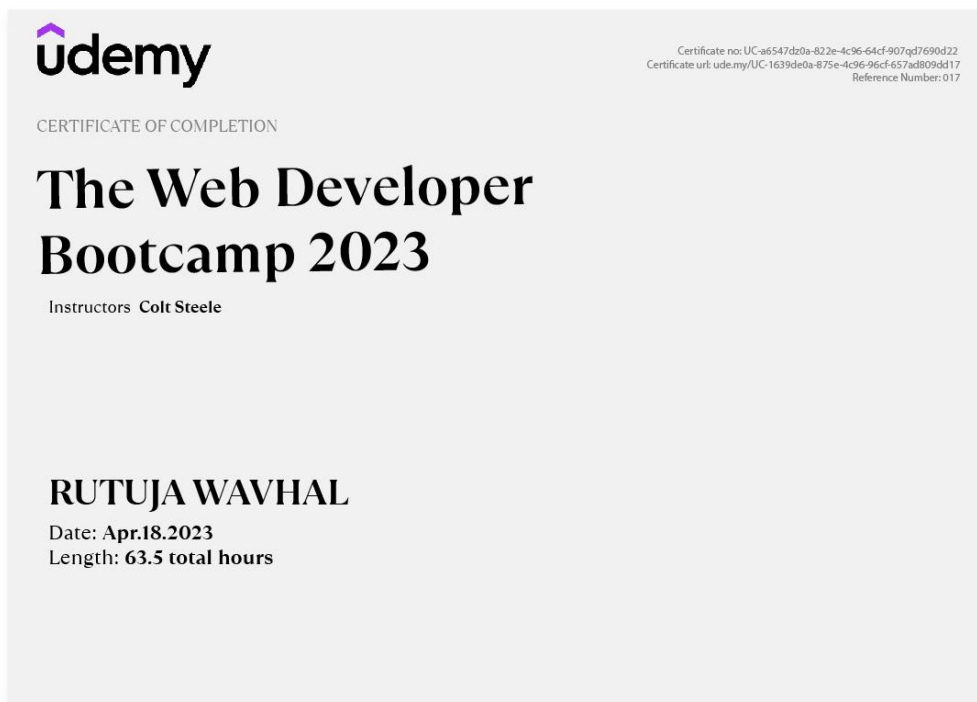 ûdemy
Certificate no: UC-a6547dz0a-822e-4c96-64cf-907qd7690d22
Certificate url: ude.my/UC-1639de0a-875e-4c96-96cf-657ad809dd17
Reference Number: 017
CERTIFICATE OF COMPLETION
The Web Developer
Bootcamp 2023
Instructors Colt Steele
RUTUJA WAVHAL
Date: Apr.18.2023
Length: 63.5 total hours